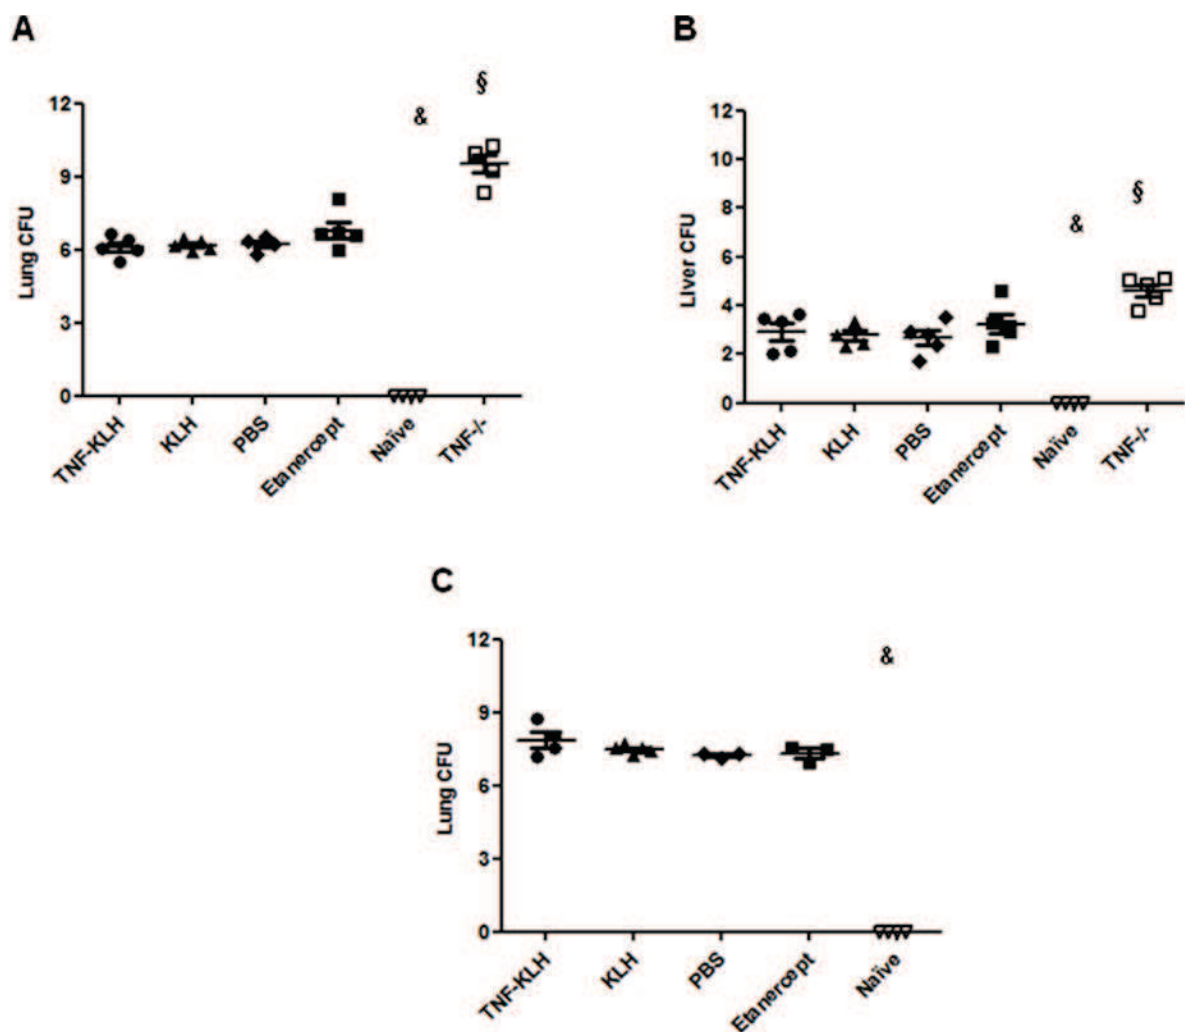 A
§
&
12
9
6
3
0
Lung CFU
TNF-KLH
KLH
PBS
Etanercept
Naïve
TNF-/-
B
12
10
8
6
4
2
0
§
&
Liver CFU
TNF-KLH
KLH
PBS
Etanercept
Naïve
TNF-/-
C
12
9
6
3
0
&
Lung CFU
TNF-KLH
KLH
PBS
Etanercept
Naïve